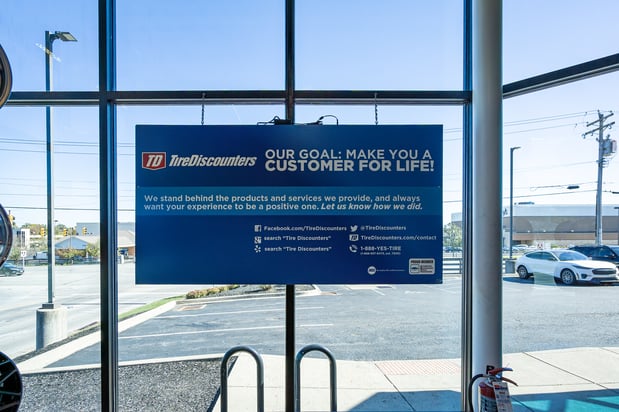 TD TireDiscounters
OUR GOAL: MAKE YOU A
CUSTOMER FOR LIFE!
We stand behind the products and services we provide, and always
want your experience to be a positive one. Let us know how we did.
Facebook.com/TireDiscounters
search "Tire Discounters"
search "Tire Discounters"
@TireDiscounters
TD TireDiscounters.com/contact
1-888-YES-TIRE